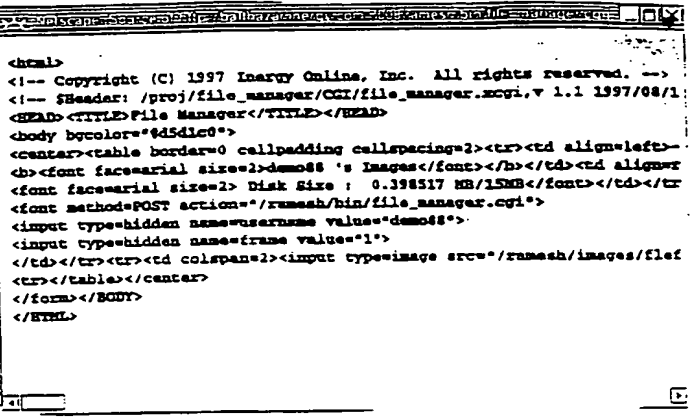 <html>
<!-- Copyright (C) 1997 Inergy Online, Inc. All rights reserved. -->
<!-- $Header: /proj/file_manager/CGI/file_manager.xcgi,v 1.1 1997/08/1
<HEAD><TITLE>File Manager</TITLE></HEAD>
<body bgcolor="#d5d1c0">
<center><table border=0 cellpadding cellspacing=2><tr><td align=left>
<b><font face=arial size=2>demo88 's Images</font></b></td><td align=r
<font face=arial size=2> Disk Size : 0.398517 MB/15MB</font></td></tr
<font method=POST action="/ramesh/bin/file_manager.cgi">
<input type=hidden name=username value="demo88">
<input type=hidden name=frame value="1">
</td></tr><tr><td colspan=2><input type=image src="/ramesh/images/flef
<tr></table></center>
</form></BODY>
</HTML>